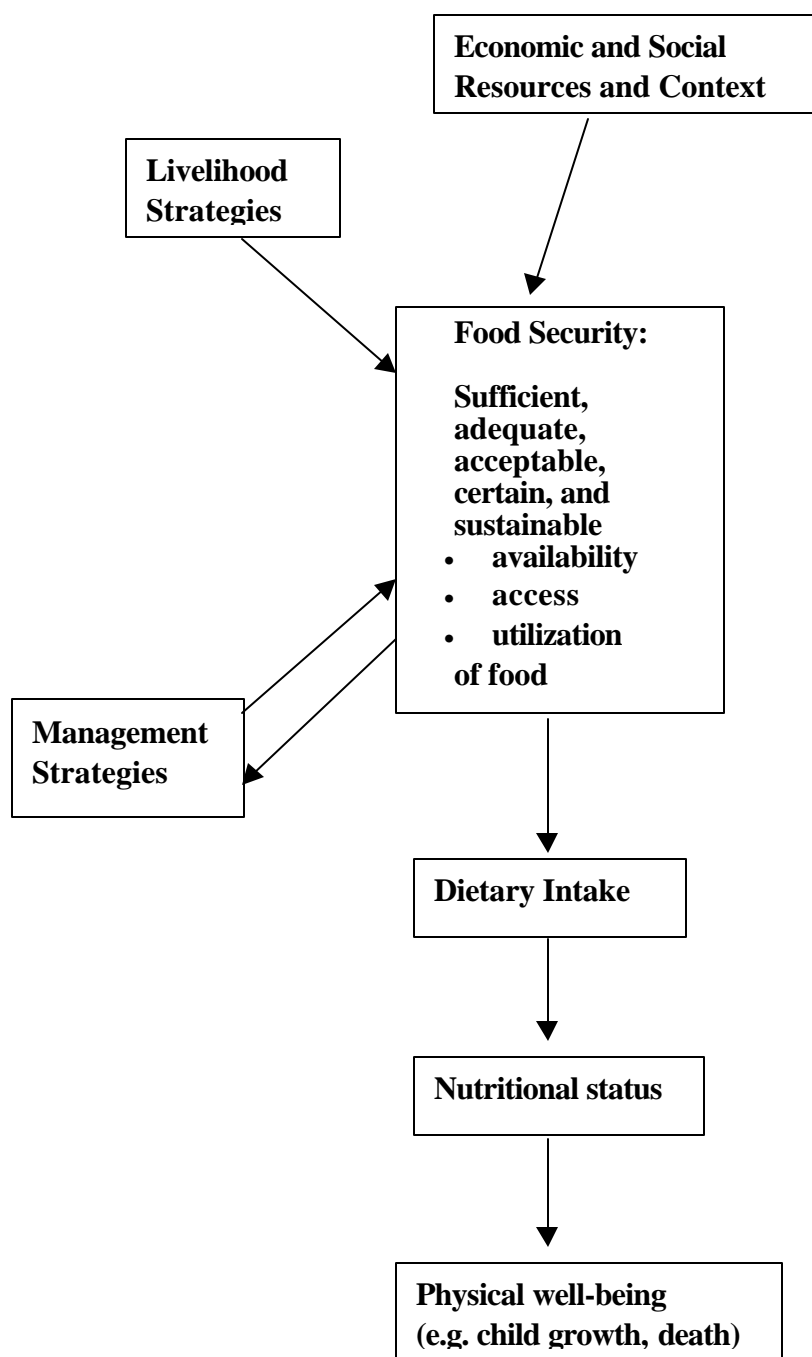 Economic and Social
Resources and Context
Livelihood
Strategies
Food Security:
Sufficient,
adequate,
acceptable,
certain, and
sustainable
• availability
• access
• utilization
of food
Management
Strategies
Dietary Intake
Nutritional status
Physical well-being
(e.g. child growth, death)